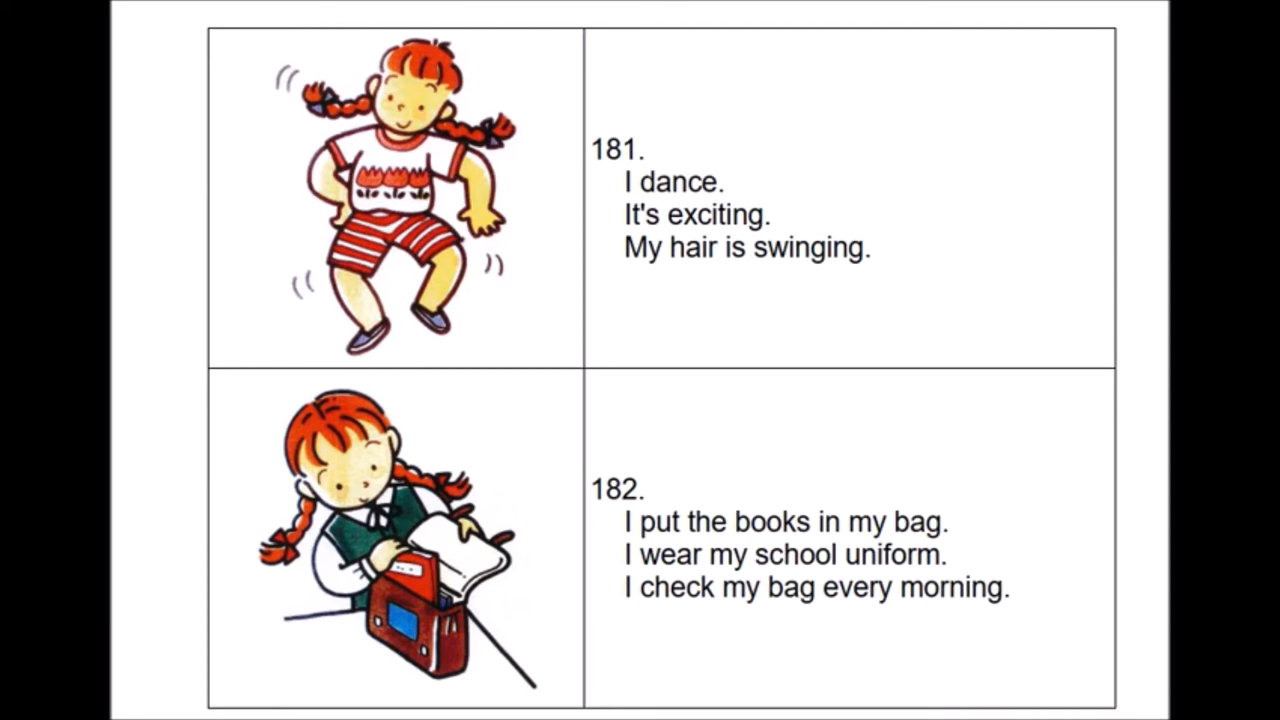 181.
I dance.
It's exciting.
My hair is swinging.
182.
I put the books in my bag.
I wear my school uniform.
I check my bag every morning.